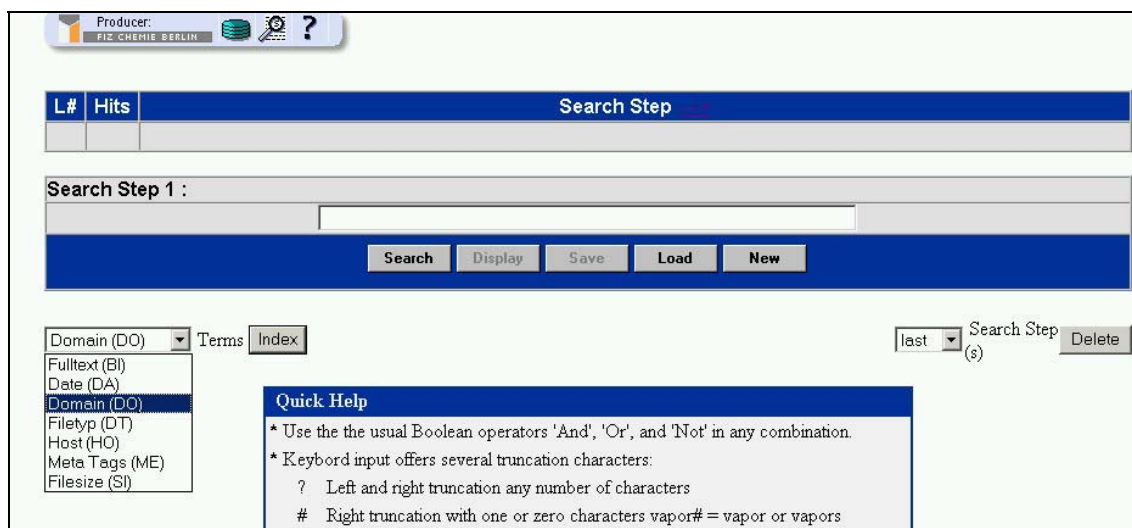 Producer:
FIZ CHEMIE BERLIN
?
L# Hits Search Step
Search Step 1 :
Search Display Save Load New
Domain (DO) Terms Index last Search Step (s) Delete
Fulltext (BI)
Date (DA)
Domain (DO)
Filetyp (DT)
Host (HO)
Meta Tags (ME)
Filesize (SI)
Quick Help
* Use the the usual Boolean operators 'And', 'Or', and 'Not' in any combination.
* Keybord input offers several truncation characters:
? Left and right truncation any number of characters
# Right truncation with one or zero characters vapor# = vapor or vapors